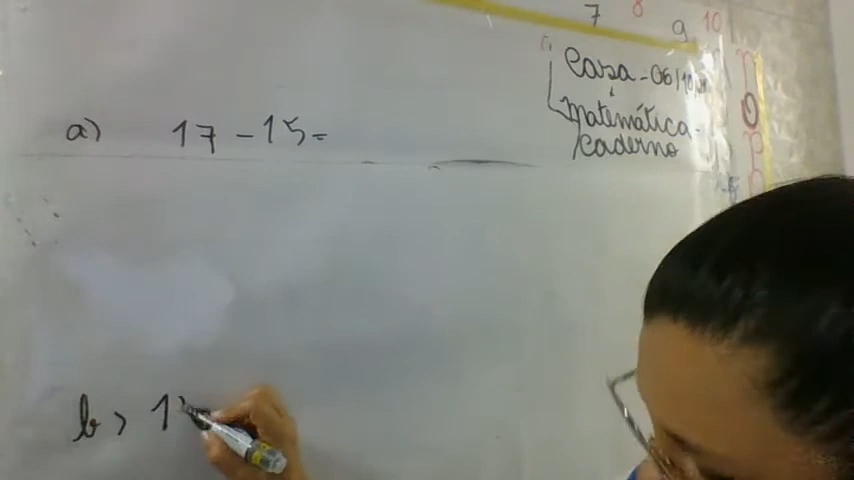 7 8 9 10
Casa - 06/10
Matemática
caderno
a) 17 - 15 =
b) 1